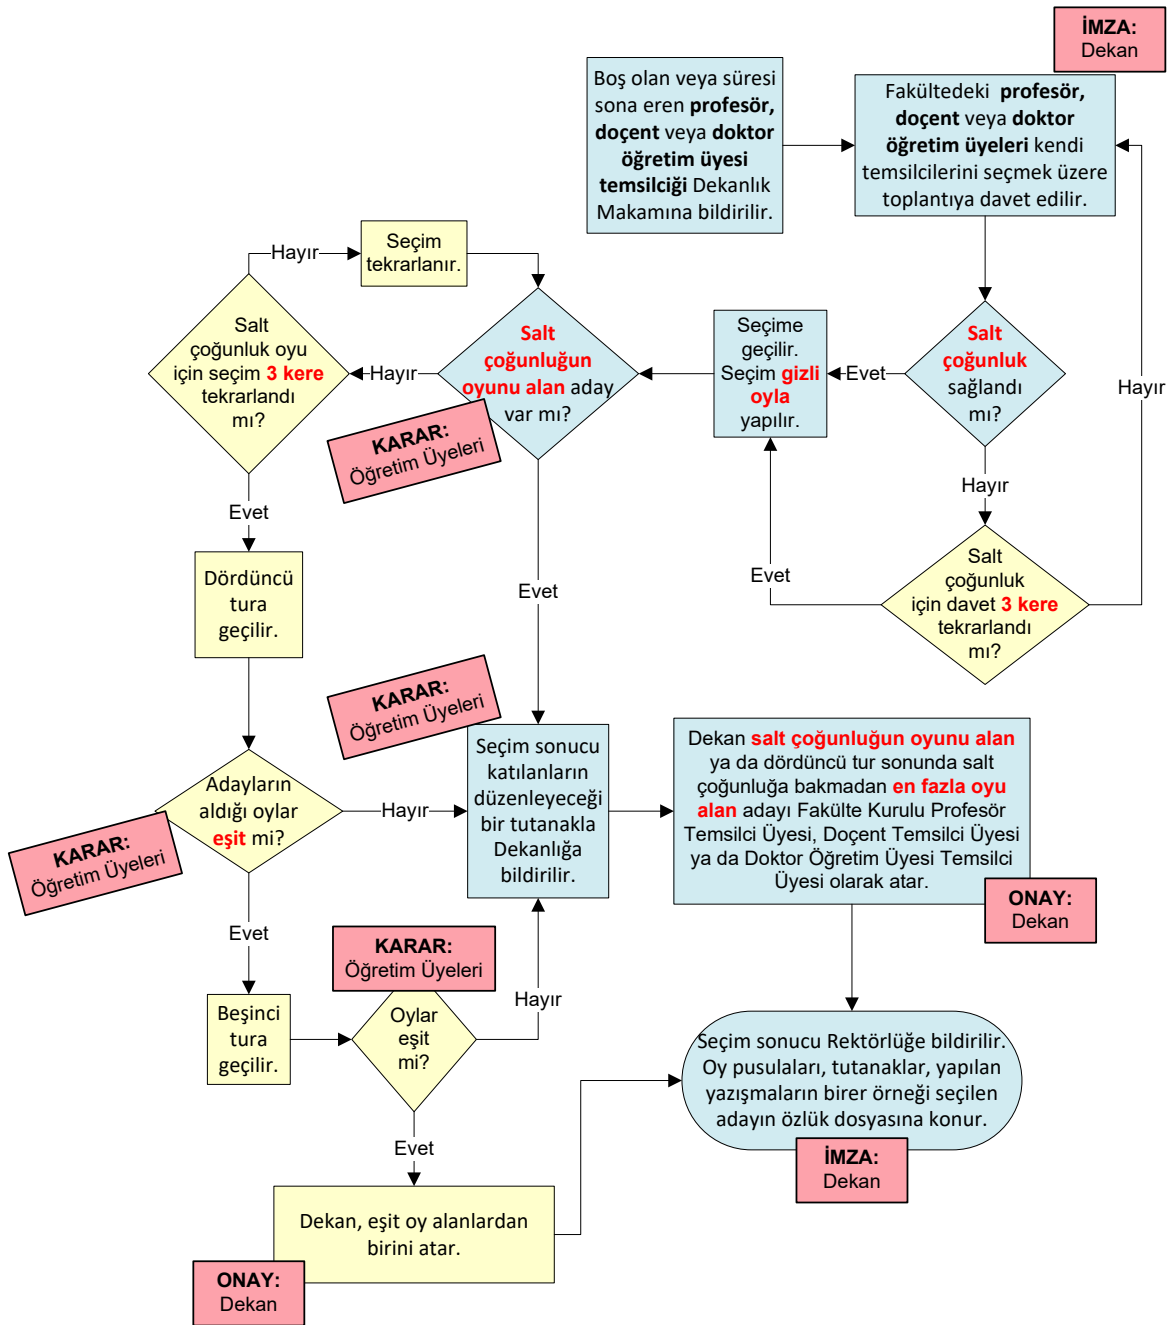 İMZA:
Dekan
Boş olan veya süresi
sona eren profesör,
doçent veya doktor
öğretim üyesi
temsilciği Dekanlık
Makamına bildirilir.
Fakültedeki profesör,
doçent veya doktor
öğretim üyeleri kendi
temsilcilerini seçmek üzere
toplantıya davet edilir.
Salt
çoğunluk
sağlandı
mı?
Evet
Hayır
Hayır
Salt
çoğunluk
için davet 3 kere
tekrarlandı
mı?
Evet
Seçime
geçilir.
Seçim gizli
oyla
yapılır.
Salt
çoğunluğun
oyunu alan aday
var mı?
KARAR:
Öğretim Üyeleri
Hayır
Evet
Seçim
tekrarlanır.
Hayır
Salt
çoğunluk oyu
için seçim 3 kere
tekrarlandı
mı?
Evet
Dördüncü
tura
geçilir.
Adayların
aldığı oylar
eşit mi?
KARAR:
Öğretim Üyeleri
Hayır
Evet
KARAR:
Öğretim Üyeleri
Seçim sonucu
katılanların
düzenleyeceği
bir tutanakla
Dekanlığa
bildirilir.
Dekan salt çoğunluğun oyunu alan
ya da dördüncü tur sonunda salt
çoğunluğa bakmadan en fazla oyu
alan adayı Fakülte Kurulu Profesör
Temsilci Üyesi, Doçent Temsilci Üyesi
ya da Doktor Öğretim Üyesi Temsilci
Üyesi olarak atar.
ONAY:
Dekan
Beşinci
tura
geçilir.
KARAR:
Öğretim Üyeleri
Oylar
eşit
mi?
Hayır
Evet
Seçim sonucu Rektörlüğe bildirilir.
Oy pusulaları, tutanaklar, yapılan
yazışmaların birer örneği seçilen
adayın özlük dosyasına konur.
İMZA:
Dekan
Dekan, eşit oy alanlardan
birini atar.
ONAY:
Dekan